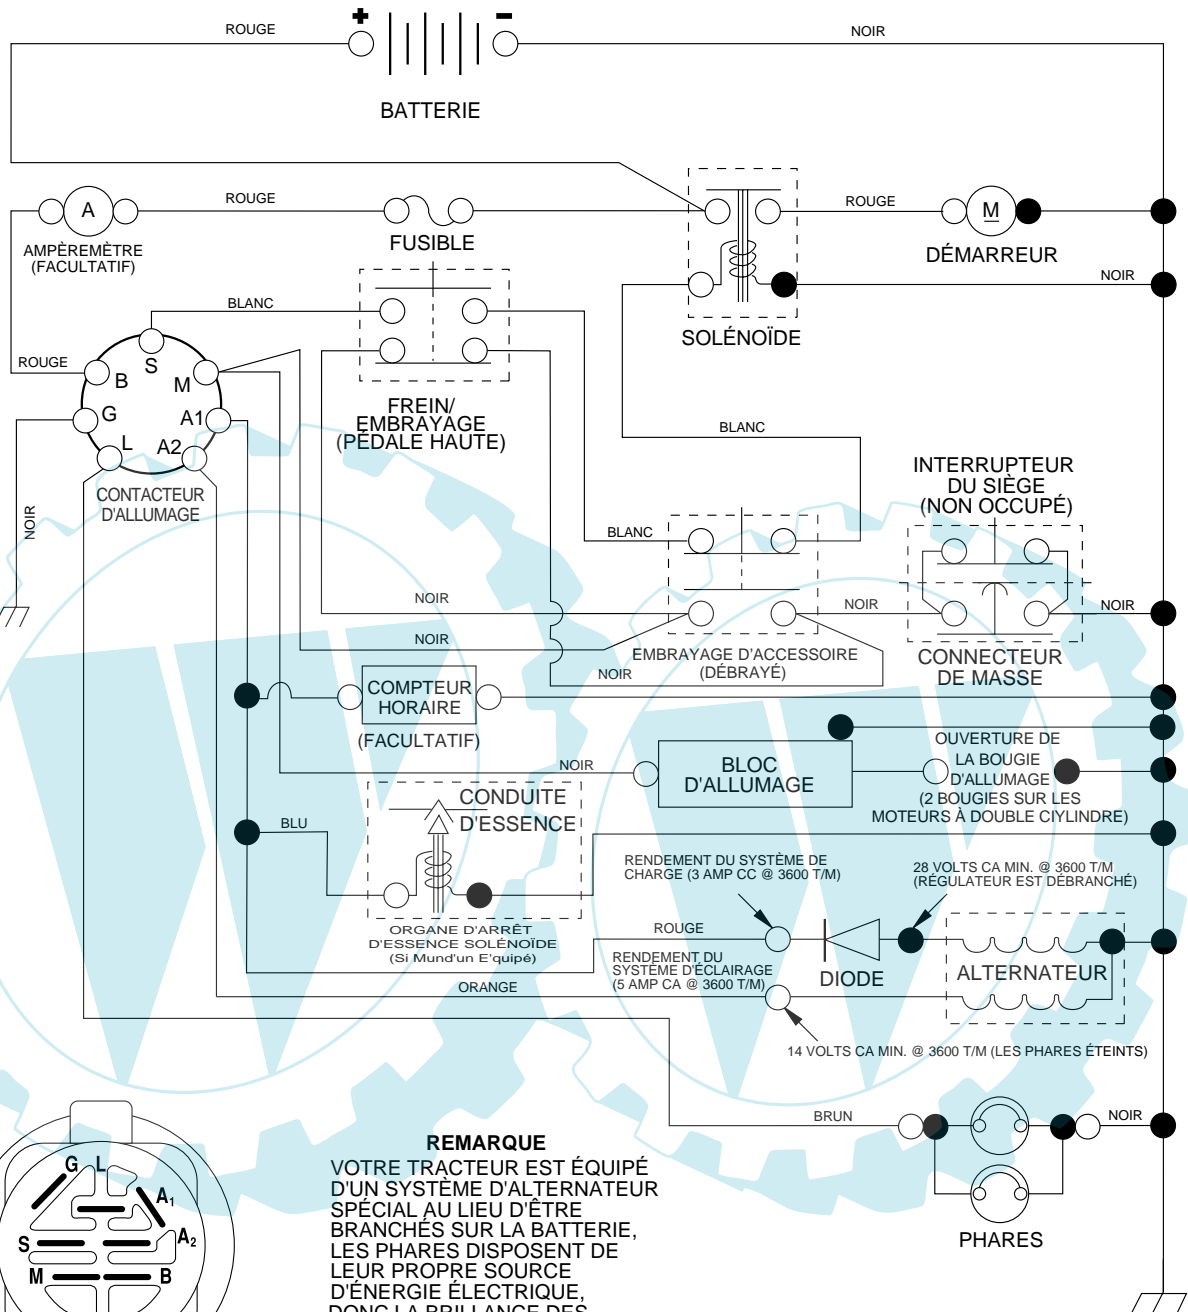 + -
ROUGE
NOIR
BATTERIE
ROUGE
ROUGE
A
M
AMPÈREMÈTRE
(FACULTATIF)
FUSIBLE
DÉMARREUR
NOIR
BLANC
SOLÉNOÏDE
ROUGE
S
B
M
G
A1
L
A2
FREIN/
EMBRAYAGE
(PÉDALE HAUTE)
BLANC
CONTACTEUR
D'ALLUMAGE
NOIR
INTERRUPTEUR
DU SIÈGE
(NON OCCUPÉ)
BLANC
NOIR
NOIR
NOIR
NOIR
EMBRAYAGE D'ACCESSOIRE
(DÉBRAYÉ)
CONNECTEUR
DE MASSE
NOIR
COMPTEUR
HORAIRE
(FACULTATIF)
NOIR
BLOC
D'ALLUMAGE
OUVERTURE DE
LA BOUGIE
D'ALLUMAGE
(2 BOUGIES SUR LES
MOTEURS À DOUBLE CIYLINDRE)
CONDUITE
D'ESSENCE
BLU
RENDEMENT DU SYSTÈME DE
CHARGE (3 AMP CC @ 3600 T/M)
28 VOLTS CA MIN. @ 3600 T/M
(RÉGULATEUR EST DÉBRANCHÉ)
ORGANE D'ARRÊT
D'ESSENCE SOLÉNOÏDE
(Si Mund'un E'quipé)
ROUGE
RENDEMENT DU
SYSTÈME D'ÉCLAIRAGE
(5 AMP CA @ 3600 T/M)
DIODE
ALTERNATEUR
ORANGE
14 VOLTS CA MIN. @ 3600 T/M (LES PHARES ÉTEINTS)
BRUN
NOIR
PHARES
G
L
A1
A2
S
M
B
REMARQUE
VOTRE TRACTEUR EST ÉQUIPÉ
D'UN SYSTÈME D'ALTERNATEUR
SPÉCIAL AU LIEU D'ÊTRE
BRANCHÉS SUR LA BATTERIE,
LES PHARES DISPOSENT DE
LEUR PROPRE SOURCE
D'ÉNERGIE ÉLECTRIQUE,
DONC LA BRILLANCE DES